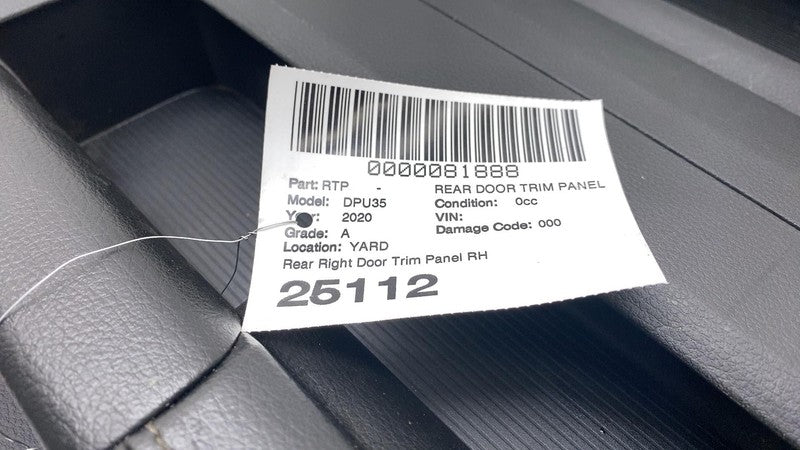 0000081888
Part: RTP - REAR DOOR TRIM PANEL
Model: DPU35 Condition: 0cc
Year: 2020 VIN:
Grade: A Damage Code: 000
Location: YARD
Rear Right Door Trim Panel RH
25112